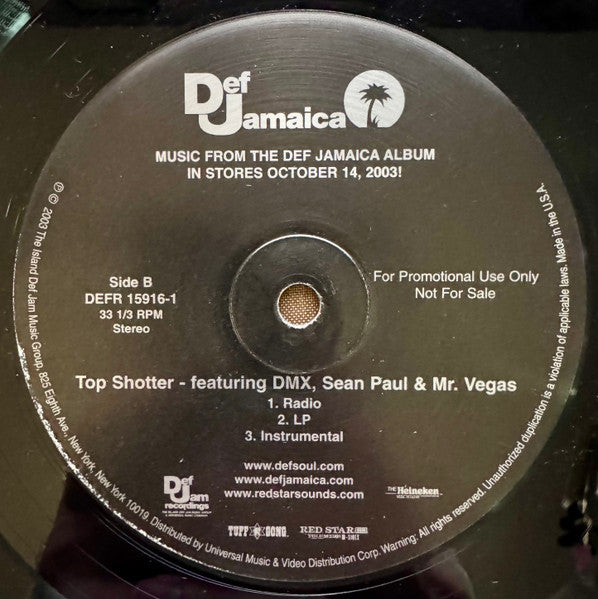 Def
Jamaica
MUSIC FROM THE DEF JAMAICA ALBUM
IN STORES OCTOBER 14, 2003!
Side B
DEFR 15916-1
33 1/3 RPM
Stereo
For Promotional Use Only
Not For Sale
Top Shotter - featuring DMX, Sean Paul & Mr. Vegas
1. Radio
2. LP
3. Instrumental
www.defsoul.com
www.defjamaica.com
www.redstarsounds.com
Def
Jam
recordings
TUFF GONG
RED STAR
THE Heineken
℗ © 2003 The Island Def Jam Music Group, 825 Eighth Ave., New York, New York 10019. Distributed by Universal Music & Video Distribution Corp. Warning: All rights reserved. Unauthorized duplication is a violation of applicable laws. Made in the U.S.A.